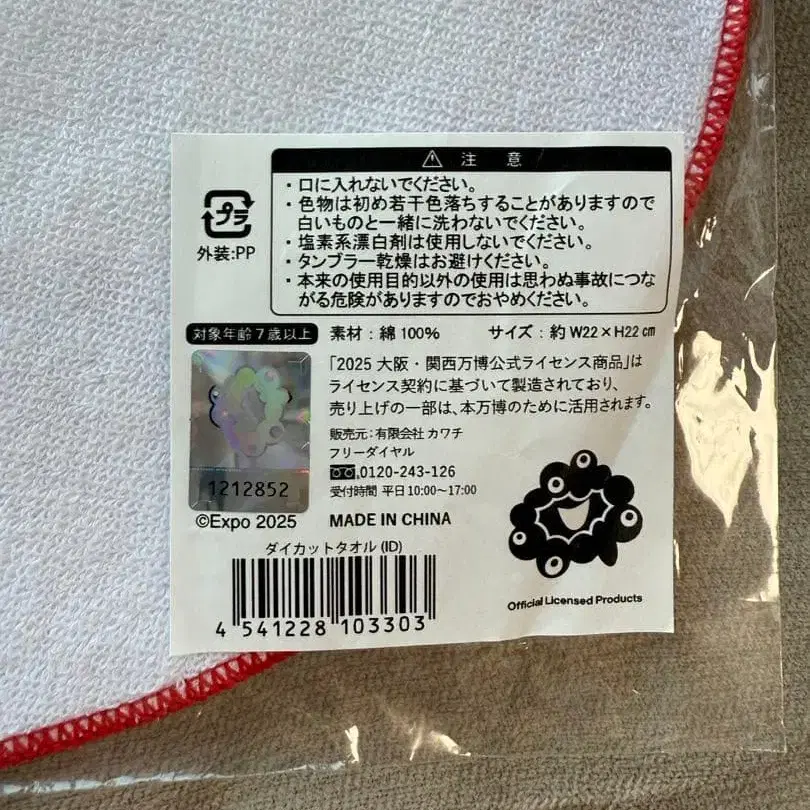 ⚠ 注 意
・口に入れないでください。
・色物は初め若干色落ちすることがありますので
白いものと一緒に洗わないでください。
・塩素系漂白剤は使用しないでください。
・タンブラー乾燥はお避けください。
・本来の使用目的以外の使用は思わぬ事故につな
がる危険がありますのでおやめください。
プラ
外装:PP
対象年齢7歳以上 素材:綿100% サイズ:約W22×H22㎝
「2025 大阪・関西万博公式ライセンス商品」は
ライセンス契約に基づいて製造されており、
売り上げの一部は、本万博のために活用されます。
販売元:有限会社 カワチ
フリーダイヤル
0120-243-126
受付時間 平日10:00~17:00
1212852
©Expo 2025
MADE IN CHINA
ダイカットタオル(ID)
4 541228 103303
Official Licensed Products